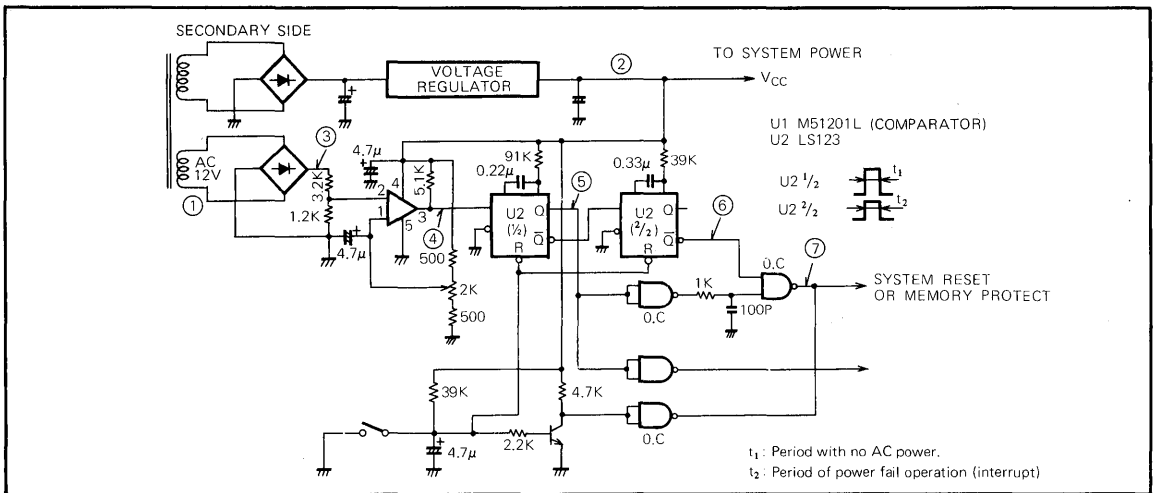 SECONDARY SIDE
VOLTAGE
REGULATOR
②
TO SYSTEM POWER
VCC
U1 M51201L (COMPARATOR)
U2 LS123
U2 1/2
t₁
U2 2/2
t₂
AC
12V
①
③
3.2K
1.2K
4.7μ
4.7μ
2
1
4
5
3
5.1K
④
500
2K
500
0.22μ
91K
U2
(½)
Q
Q̅
R
⑤
0.33μ
39K
U2
(2/2)
Q
Q̅
R
⑥
O.C
⑦
SYSTEM RESET
OR MEMORY PROTECT
O.C
1K
100P
39K
4.7K
O.C
4.7μ
2.2K
t₁ : Period with no AC power.
t₂ : Period of power fail operation (interrupt)